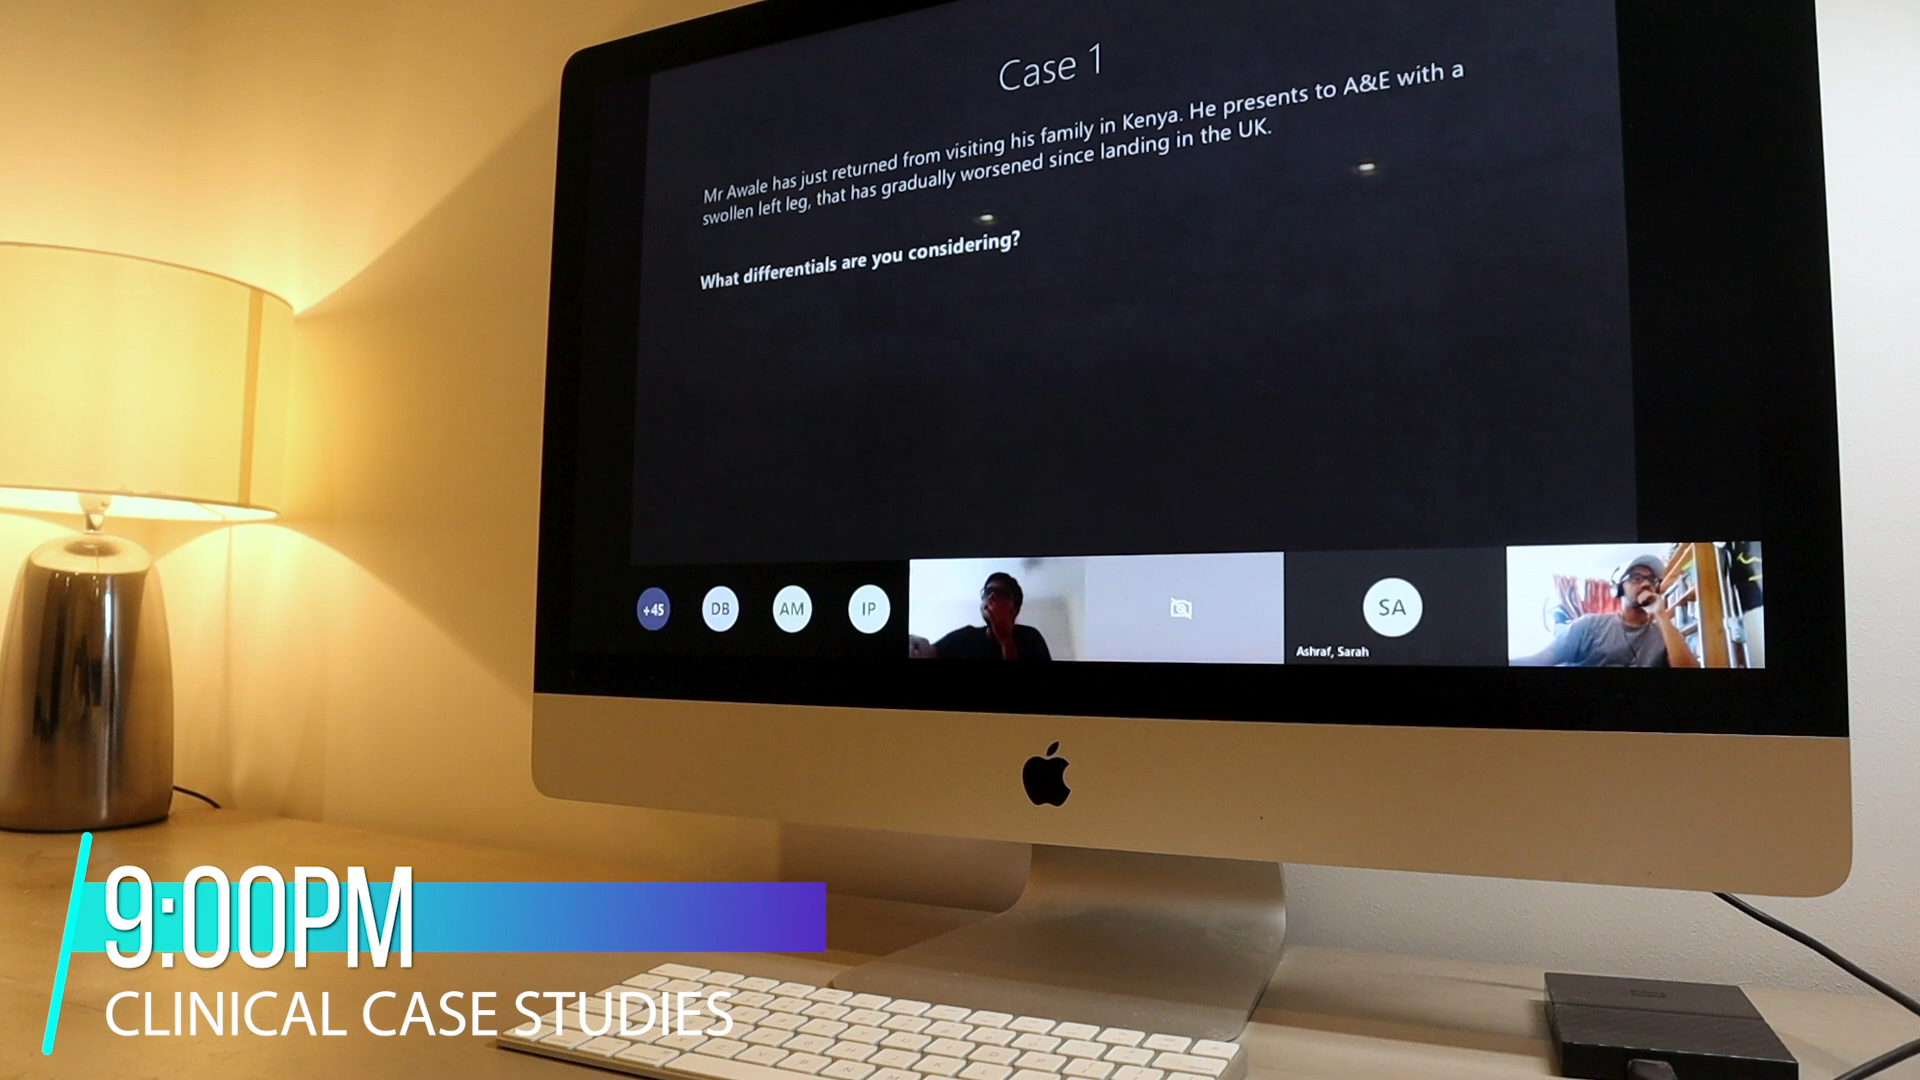 Case 1
Mr Awale has just returned from visiting his family in Kenya. He presents to A&E with a
swollen left leg, that has gradually worsened since landing in the UK.
What differentials are you considering?
+45
DB
AM
IP
SA
Ashraf, Sarah
9:00PM
CLINICAL CASE STUDIES